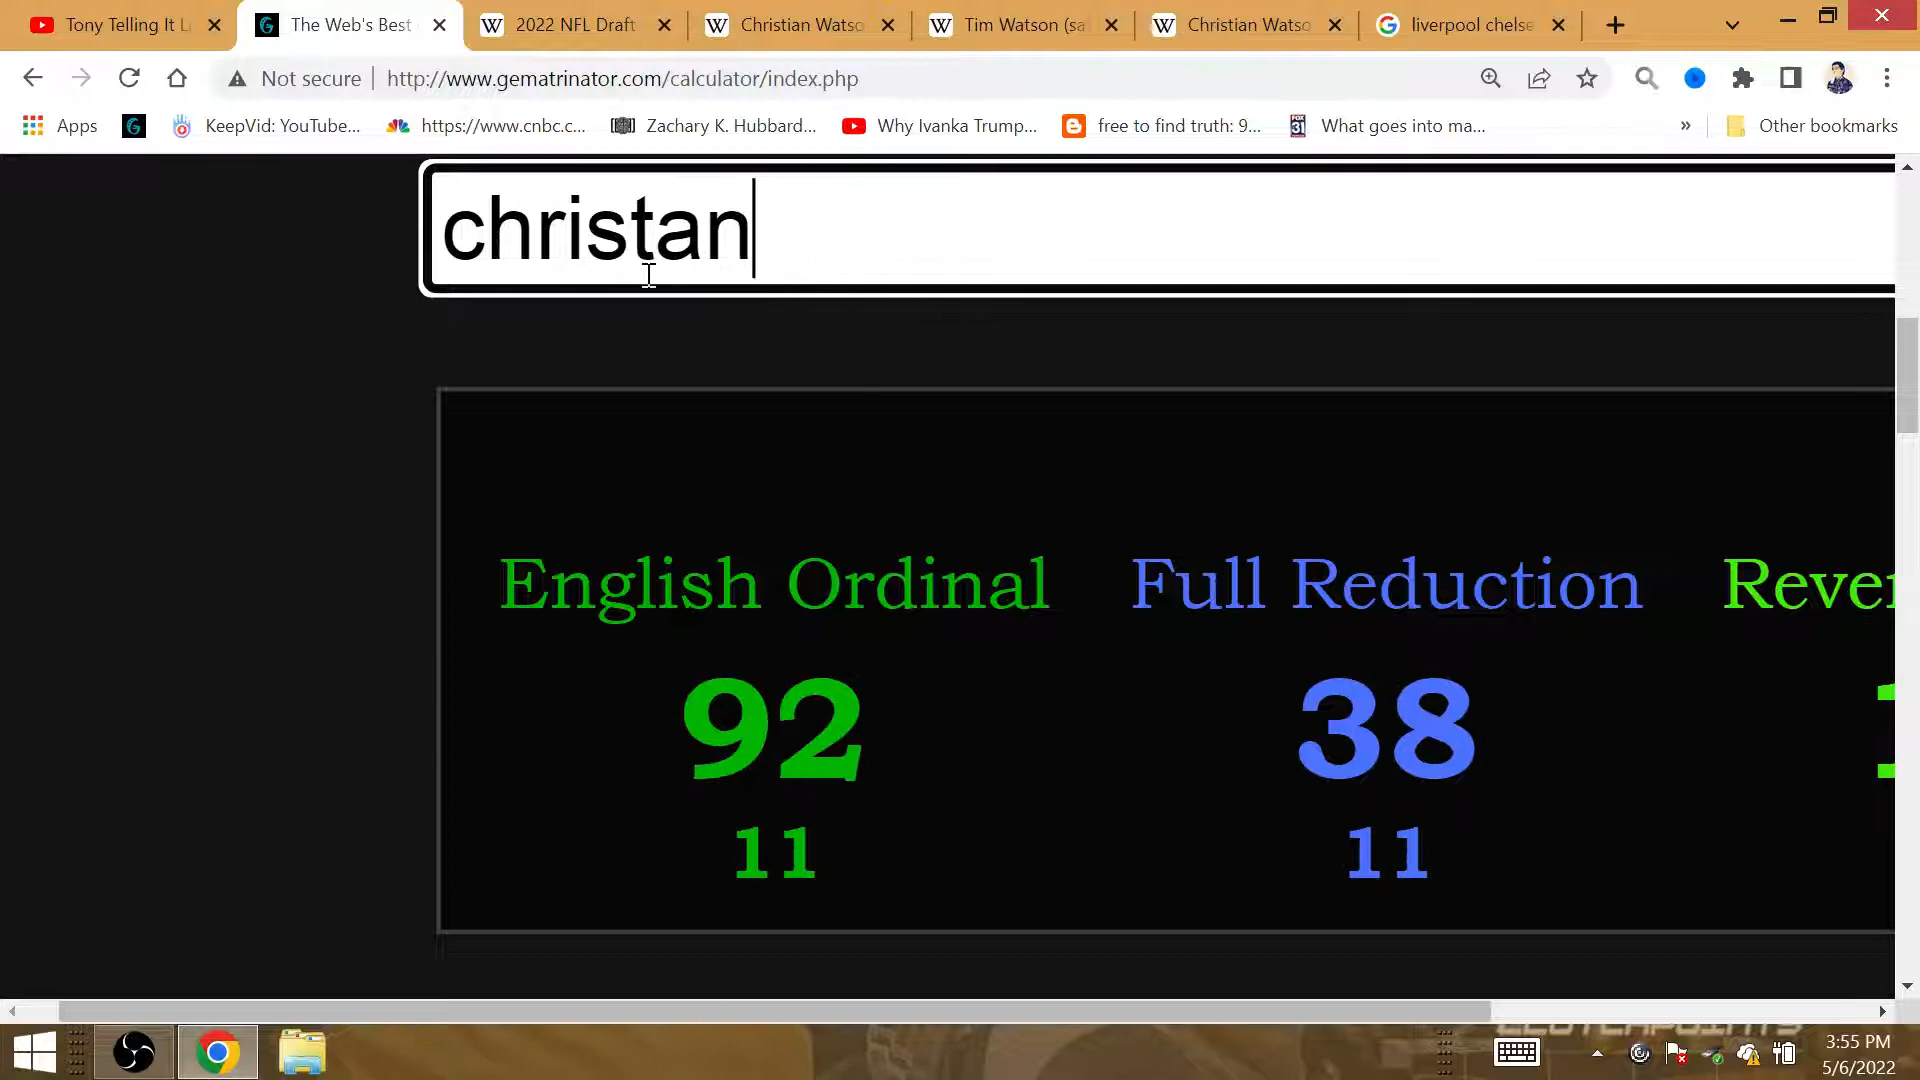 Tony Telling It Li
The Web's Best
2022 NFL Draft
Christian Watso
Tim Watson (sa
Christian Watso
liverpool chelse
Not secure
http://www.gematrinator.com/calculator/index.php
Apps
KeepVid: YouTube...
https://www.cnbc.c...
Zachary K. Hubbard...
Why Ivanka Trump,...
free to find truth: 9...
FOX 31
What goes into ma...
»
Other bookmarks
christan
English Ordinal
Full Reduction
Rever
92
38
11
11
3:55 PM
5/6/2022